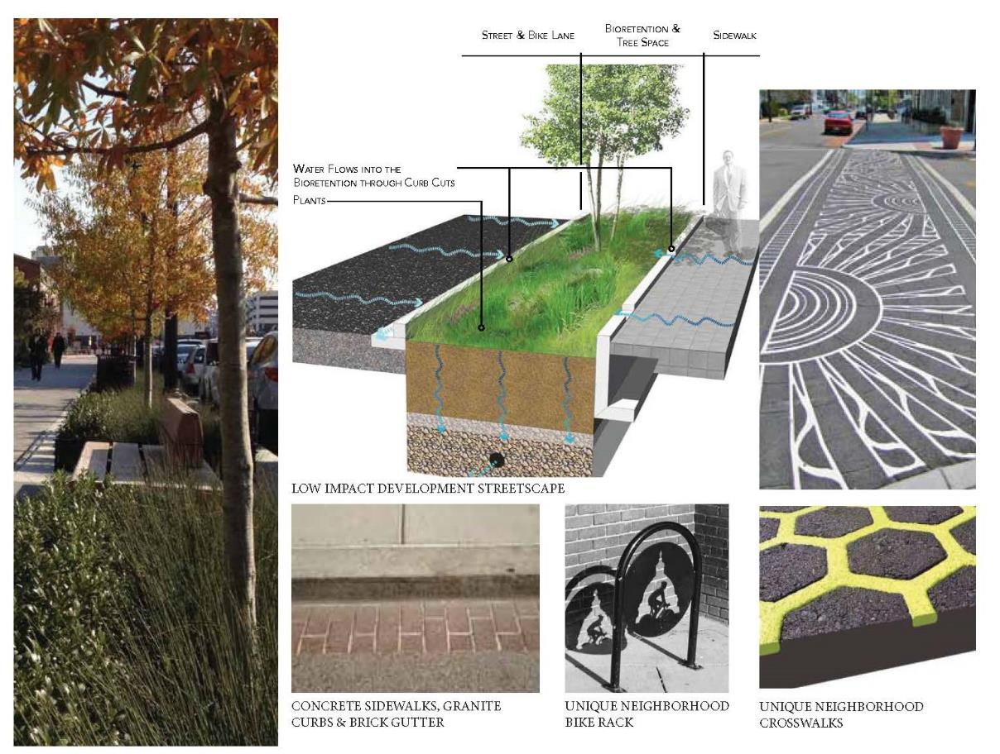 Street & Bike Lane
Bioretention &
Tree Space
Sidewalk
Water Flows into the
Bioretention through Curb Cuts
Plants
LOW IMPACT DEVELOPMENT STREETSCAPE
CONCRETE SIDEWALKS, GRANITE
CURBS & BRICK GUTTER
UNIQUE NEIGHBORHOOD
BIKE RACK
UNIQUE NEIGHBORHOOD
CROSSWALKS